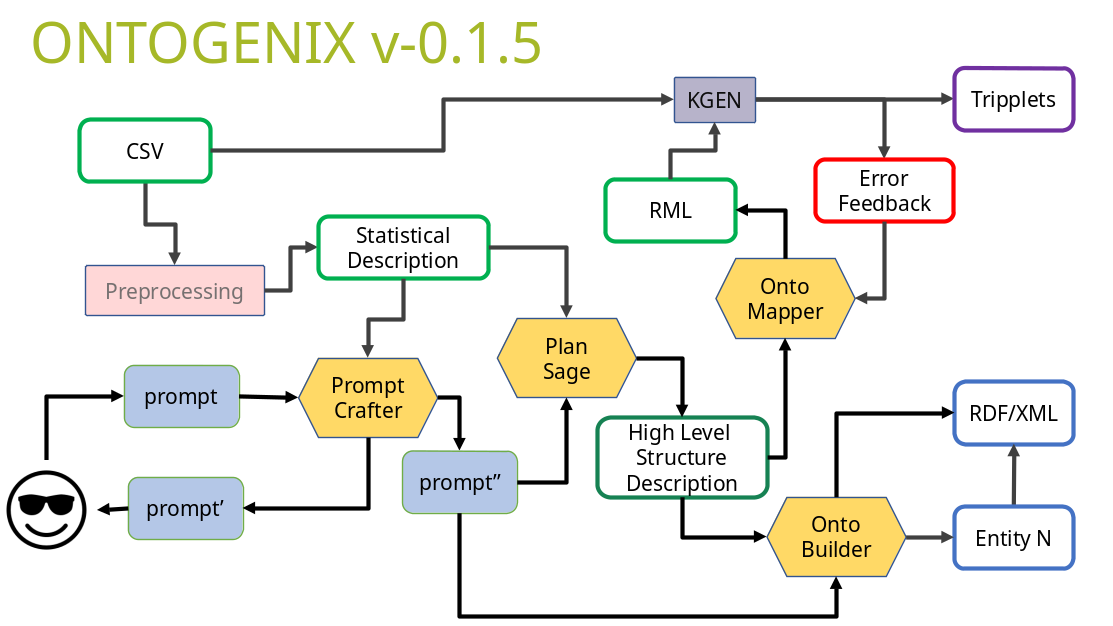 ONTOGENIX v-0.1.5
KGEN
Tripplets
CSV
Error
Feedback
RML
Statistical
Description
Preprocessing
Onto
Mapper
Plan
Sage
prompt
Prompt
Crafter
RDF/XML
High Level
Structure
Description
prompt”
prompt’
Onto
Builder
Entity N